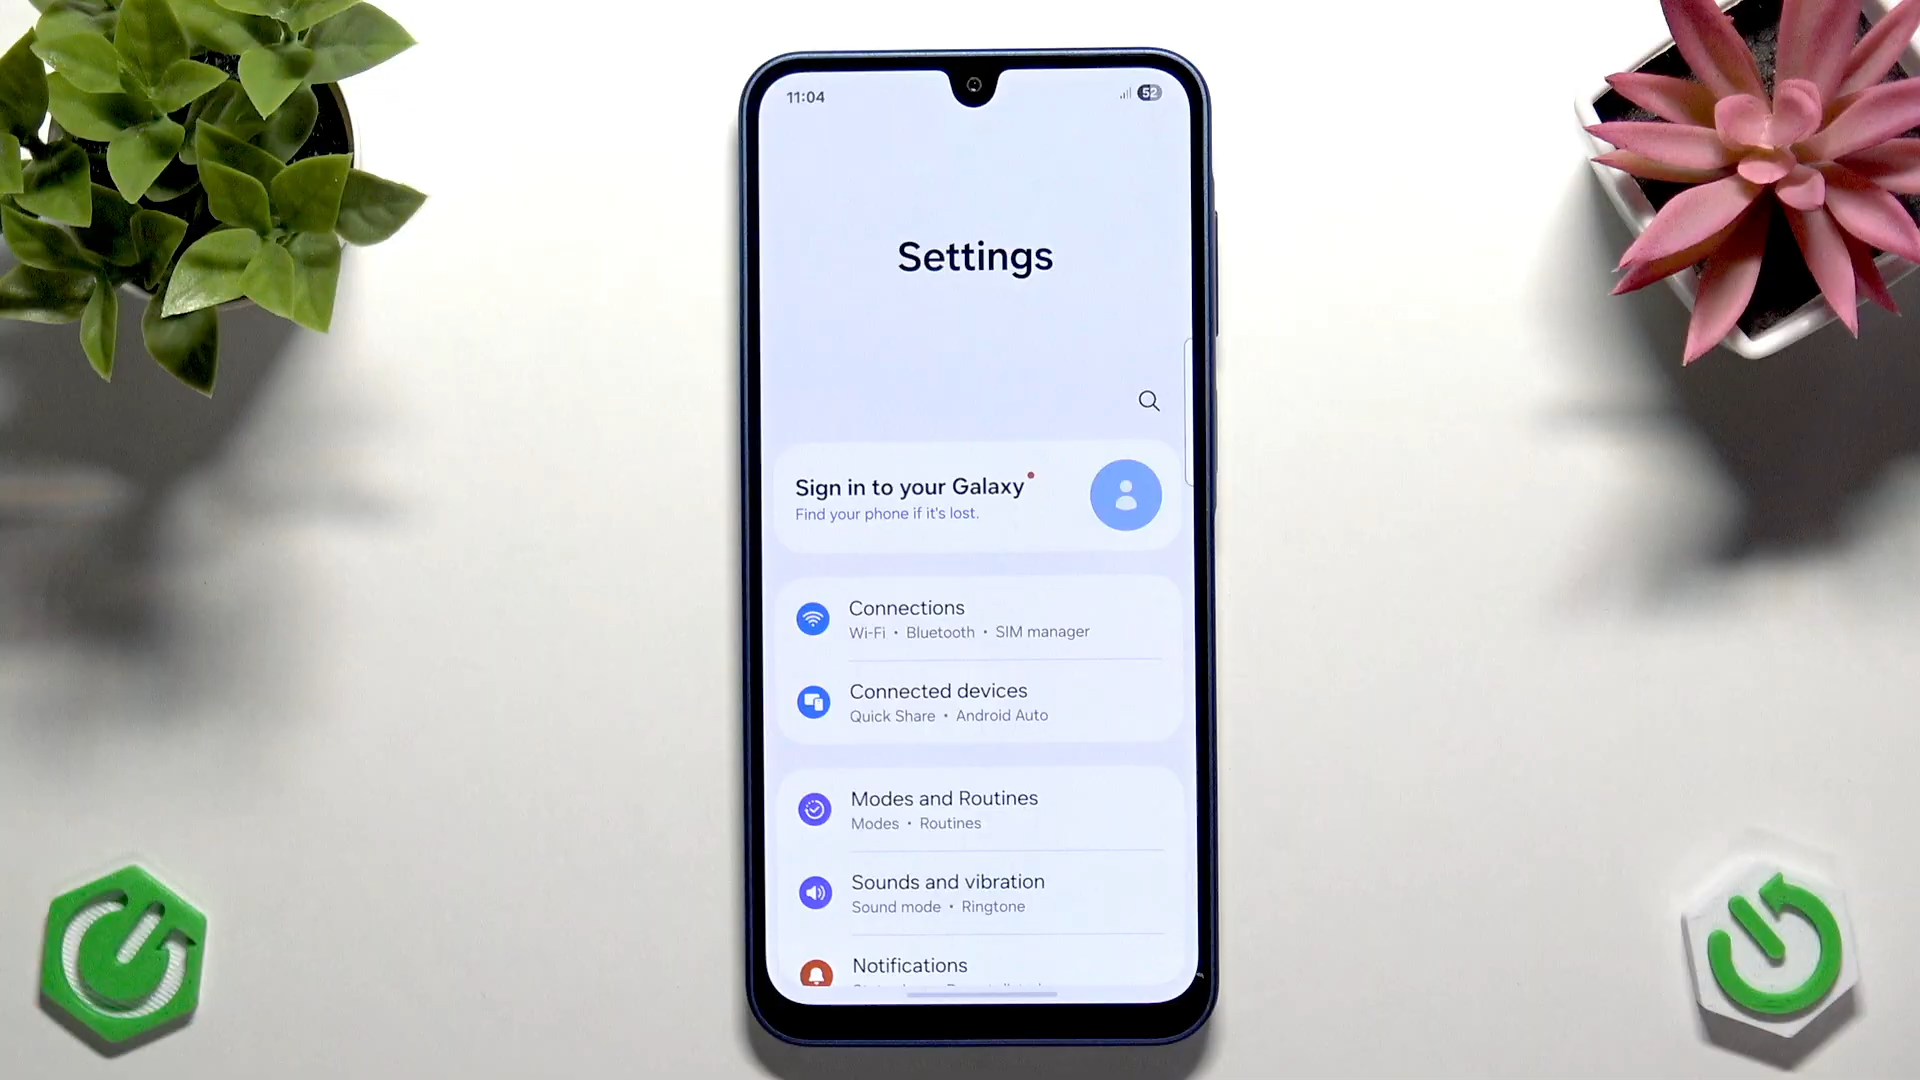 11:04
52
Settings
Sign in to your Galaxy
Find your phone if it's lost.
Connections
Wi-Fi • Bluetooth • SIM manager
Connected devices
Quick Share • Android Auto
Modes and Routines
Modes • Routines
Sounds and vibration
Sound mode • Ringtone
Notifications